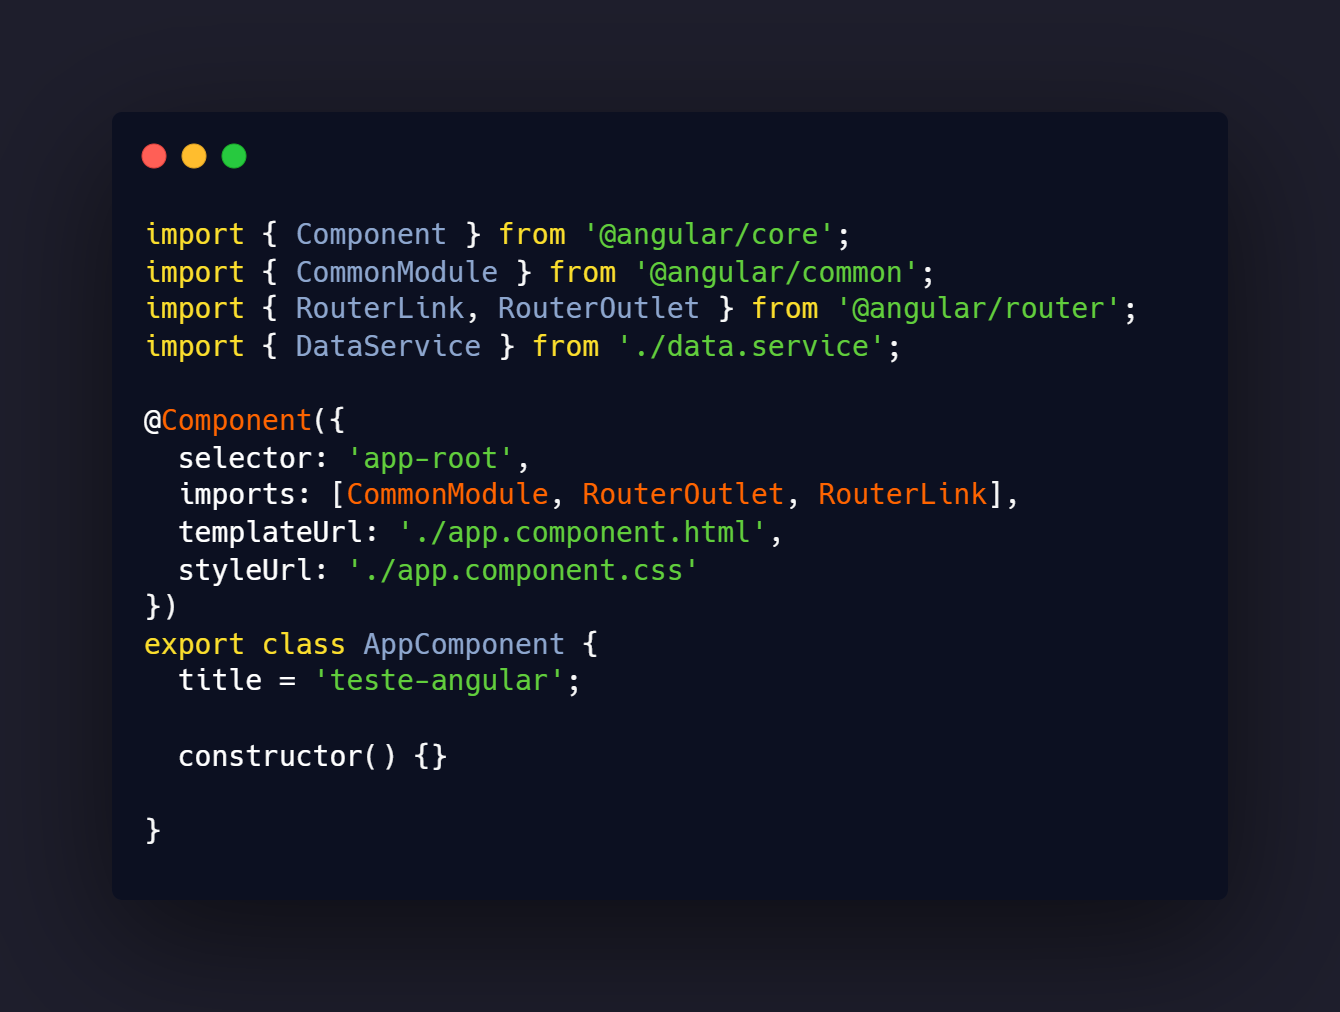 import { Component } from '@angular/core';
import { CommonModule } from '@angular/common';
import { RouterLink, RouterOutlet } from '@angular/router';
import { DataService } from './data.service';

@Component({
  selector: 'app-root',
  imports: [CommonModule, RouterOutlet, RouterLink],
  templateUrl: './app.component.html',
  styleUrl: './app.component.css'
})
export class AppComponent {
  title = 'teste-angular';

  constructor() {}

}